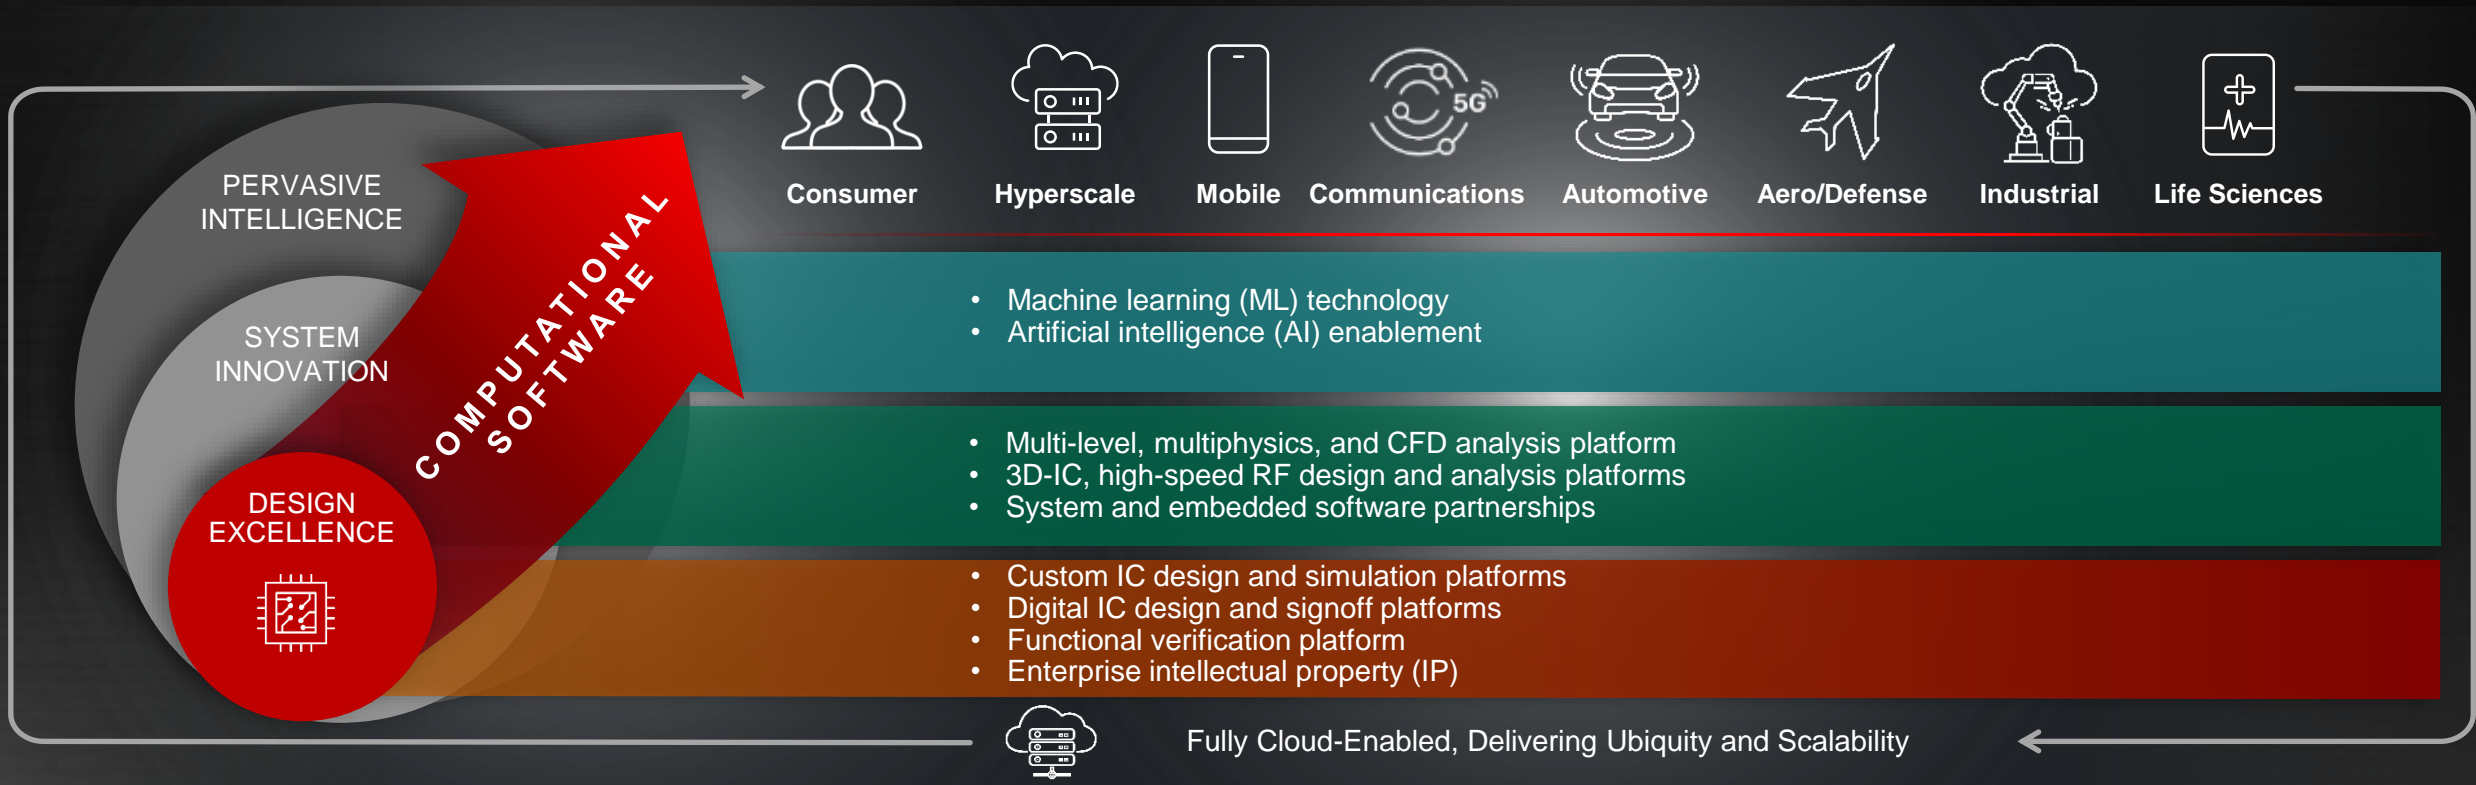 5G
Consumer
Hyperscale
Mobile
Communications
Automotive
Aero/Defense
Industrial
Life Sciences
PERVASIVE
INTELLIGENCE
SYSTEM
INNOVATION
DESIGN
EXCELLENCE
COMPUTATIONAL
SOFTWARE
• Machine learning (ML) technology
• Artificial intelligence (AI) enablement
• Multi-level, multiphysics, and CFD analysis platform
• 3D-IC, high-speed RF design and analysis platforms
• System and embedded software partnerships
• Custom IC design and simulation platforms
• Digital IC design and signoff platforms
• Functional verification platform
• Enterprise intellectual property (IP)
Fully Cloud-Enabled, Delivering Ubiquity and Scalability